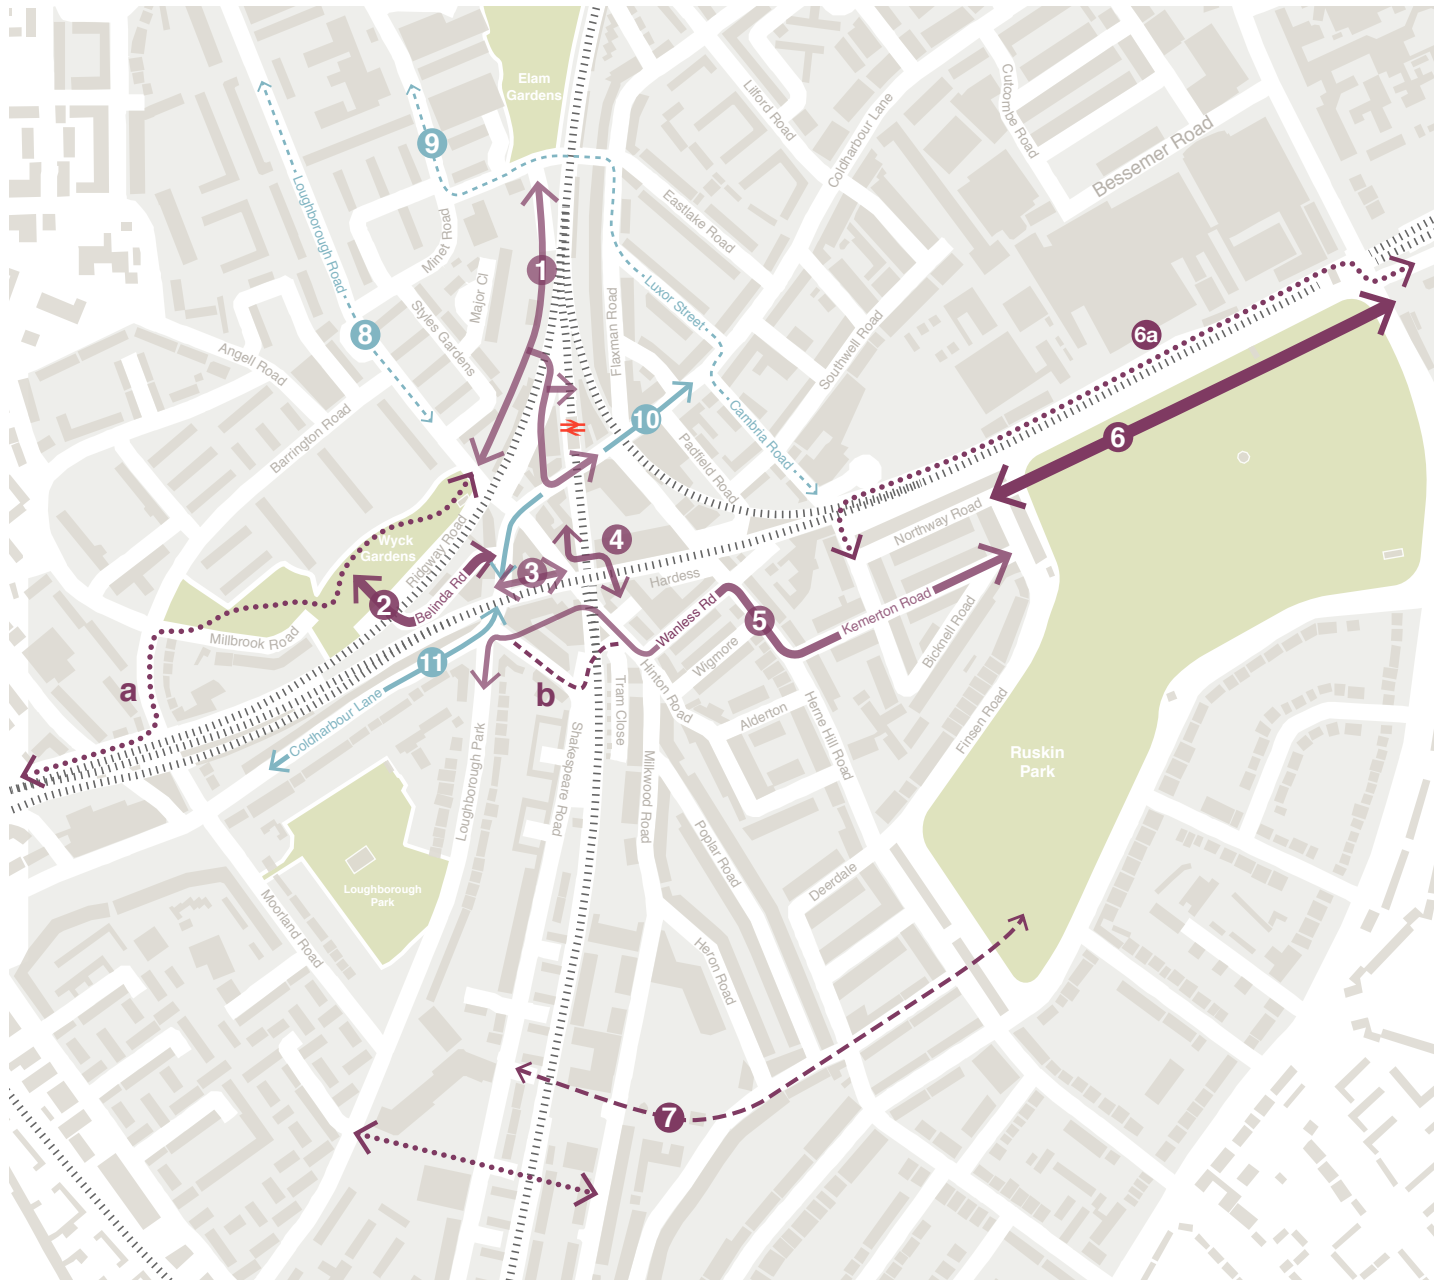 Elam
Gardens
Lilford Road
Coldharbour Lane
Cutcombe Road
Bessemer Road
9
Loughborough Road
Minet Road
Eastlake Road
1
Major Cl
Styles Gardens
Luxor Street
Flaxman Road
8
6a
Angell Road
Southwell Road
Barrington Road
10
Cambria Road
Padfield Road
6
Wyck
Gardens
Ridgway Road
Northway Road
4
3
Hardess
2
Belinda Rd
Wanless Rd
5
Kemerton Road
Millbrook Road
11
Wigmore
Bicknell Road
a
b
Coldharbour Lane
Hinton Road
Tram Close
Alderton
Herne Hill Road
Finsen Road
Loughborough Park
Shakespeare Road
Milkwood Road
Ruskin
Park
Poplar Road
Deerdale
Loughborough
Park
Moorland Road
Heron Road
7